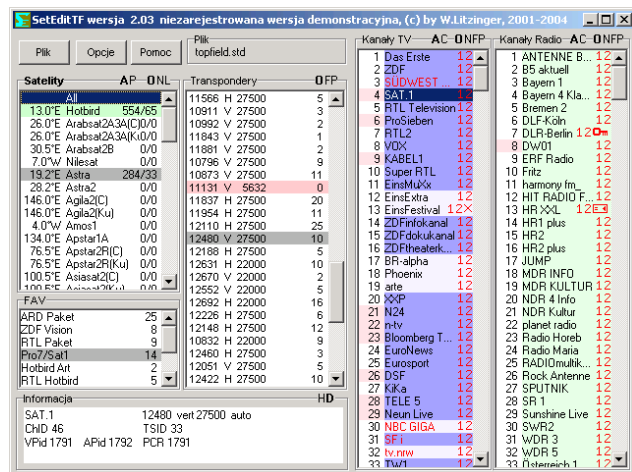 SetEditTF wersja 2.03 niezarejestrowana wersja demonstracyjna, (c) by W.Litzinger, 2001-2004
Plik
Opcje
Pomoc
Plik
topfield.std
Satelity AP ONL
All
13.0°E Hotbird 554/65
26.0°E Arabsat2A3A(C)0/0
26.0°E Arabsat2A3A(K‹0/0
30.5°E Arabsat2B 0/0
7.0°W Nilesat 0/0
19.2°E Astra 284/33
28.2°E Astra2 0/0
146.0°E Agila2(C) 0/0
146.0°E Agila2(Ku) 0/0
4.0°W Amos1 0/0
134.0°E Apstar1A 0/0
76.5°E Apstar2R(C) 0/0
76.5°E Apstar2R(Ku) 0/0
100.5°E Asiasat2(C) 0/0
100.5°E Asiasat2(Ku) 0/0
FAV
ARD Paket 25
ZDF Vision 8
RTL Paket 9
Pro7/Sat1 14
Hotbird Art 2
RTL Hotbird 5
Transpondery OFP
11566 H 27500 5
10911 V 27500 3
10992 V 27500 2
11843 V 27500 1
11881 V 27500 2
10796 V 27500 9
10873 V 27500 11
11131 V 5632 0
11837 H 27500 20
11954 H 27500 11
12110 H 27500 25
12480 V 27500 10
12188 H 27500 5
12631 H 22000 10
12670 V 22000 2
12552 V 22000 5
12692 H 22000 16
12226 H 27500 6
12148 H 27500 12
10832 H 22000 9
12460 H 27500 3
12051 V 27500 5
12422 H 27500 10
Kanały TV AC ONFP
1 Das Erste 12
2 ZDF 12
3 SÜDWEST ... 12
4 SAT.1 12
5 RTL Television 12
6 ProSieben 12
7 RTL2 12
8 VOX 12
9 KABEL1 12
10 Super RTL 12
11 EinsMuXx 12
12 EinsExtra 12
13 EinsFestival 12X
14 ZDFinfokanal 12
15 ZDFdokukanal 12
16 ZDFtheaterk... 12
17 BR-alpha 12
18 Phoenix 12
19 arte 12
20 XXP 12
21 N24 12
22 n-tv 12
23 Bloomberg T... 12
24 EuroNews 12
25 Eurosport 12
26 DSF 12
27 KiKa 12
28 TELE 5 12
29 Neun Live 12
30 NBC GIGA 12
31 SF i 12
32 tv.nrw 12
33 TW1 12
Kanały Radio AC ONFP
1 ANTENNE B... 12
2 B5 aktuell 12
3 Bayern 1 12
4 Bayern 4 Kla... 12
5 Bremen 2 12
6 DLF-Köln 12
7 DLR-Berlin 12
8 DW01 12
9 ERF Radio 12
10 Fritz 12
11 harmony fm_ 12
12 HIT RADIO F... 12
13 HR XXL 12
14 HR1 plus 12
15 HR2 12
16 HR2 plus 12
17 JUMP 12
18 MDR INFO 12
19 MDR KULTUR 12
20 NDR 4 Info 12
21 NDR Kultur 12
22 planet radio 12
23 Radio Horeb 12
24 Radio Maria 12
25 RADIOmultik... 12
26 Rock Antenne 12
27 SPUTNIK 12
28 SR 1 12
29 Sunshine Live 12
30 SWR2 12
31 WDR 3 12
32 WDR 5 12
33 Österreich 1 12
Informacja HD
SAT.1 12480 vert 27500 auto
ChID 46 TSID 33
VPid 1791 APid 1792 PCR 1791